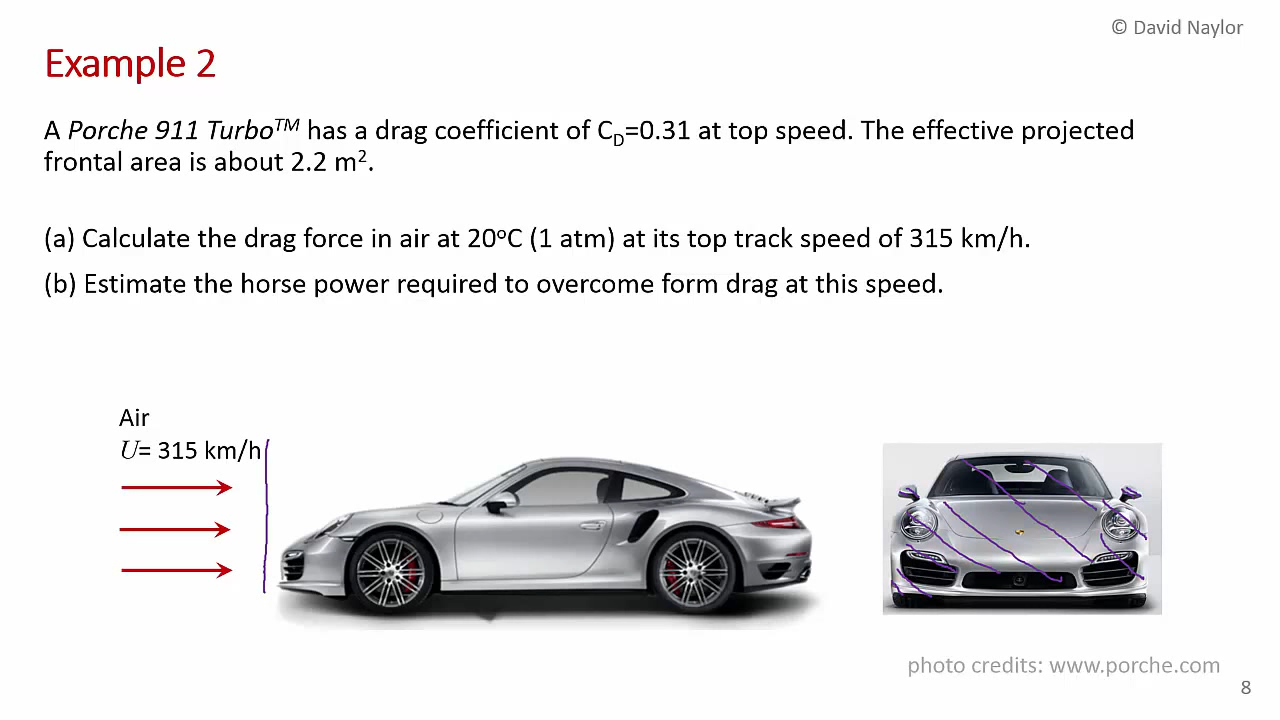 © David Naylor
Example 2
A Porche 911 Turbo™ has a drag coefficient of C_D=0.31 at top speed. The effective projected
frontal area is about 2.2 m².
(a) Calculate the drag force in air at 20ᵒC (1 atm) at its top track speed of 315 km/h.
(b) Estimate the horse power required to overcome form drag at this speed.
Air
U= 315 km/h
photo credits: www.porche.com
8